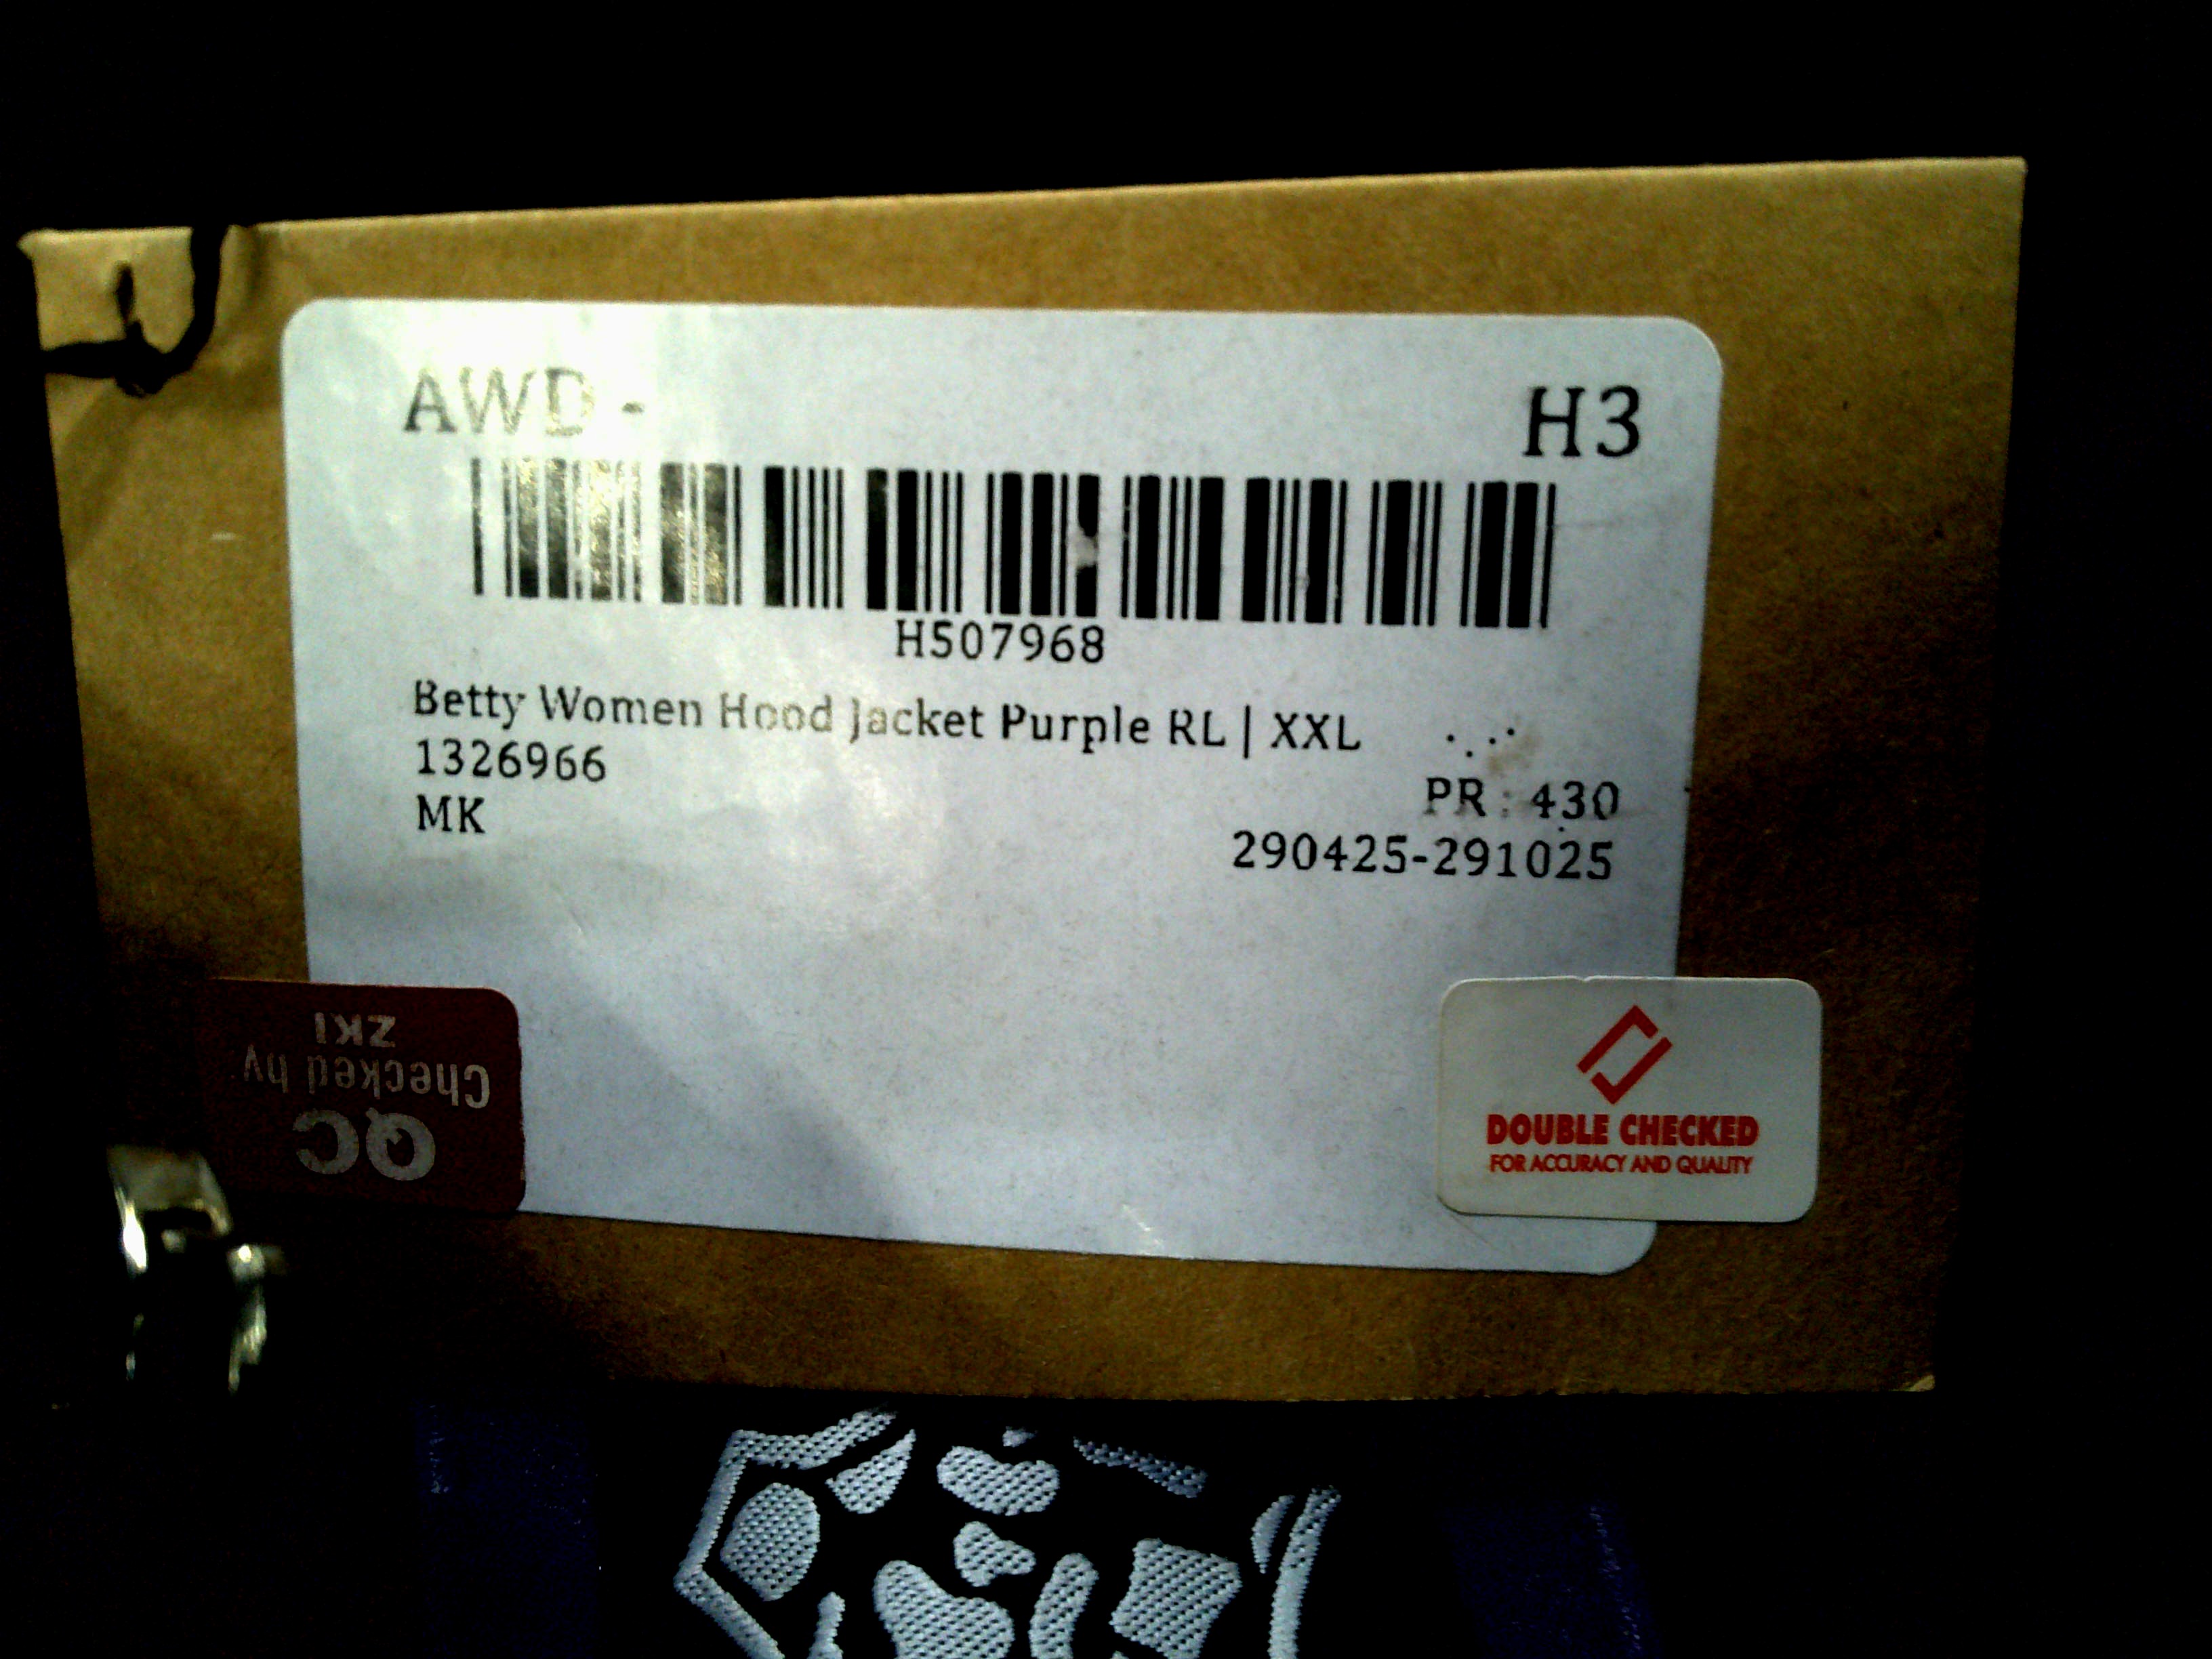 AWD -
H3
H507968
Betty Women Hood Jacket Purple RL | XXL
1326966
PR : 430
MK
290425-291025
QC
Checked by
ZKI
DOUBLE CHECKED
FOR ACCURACY AND QUALITY